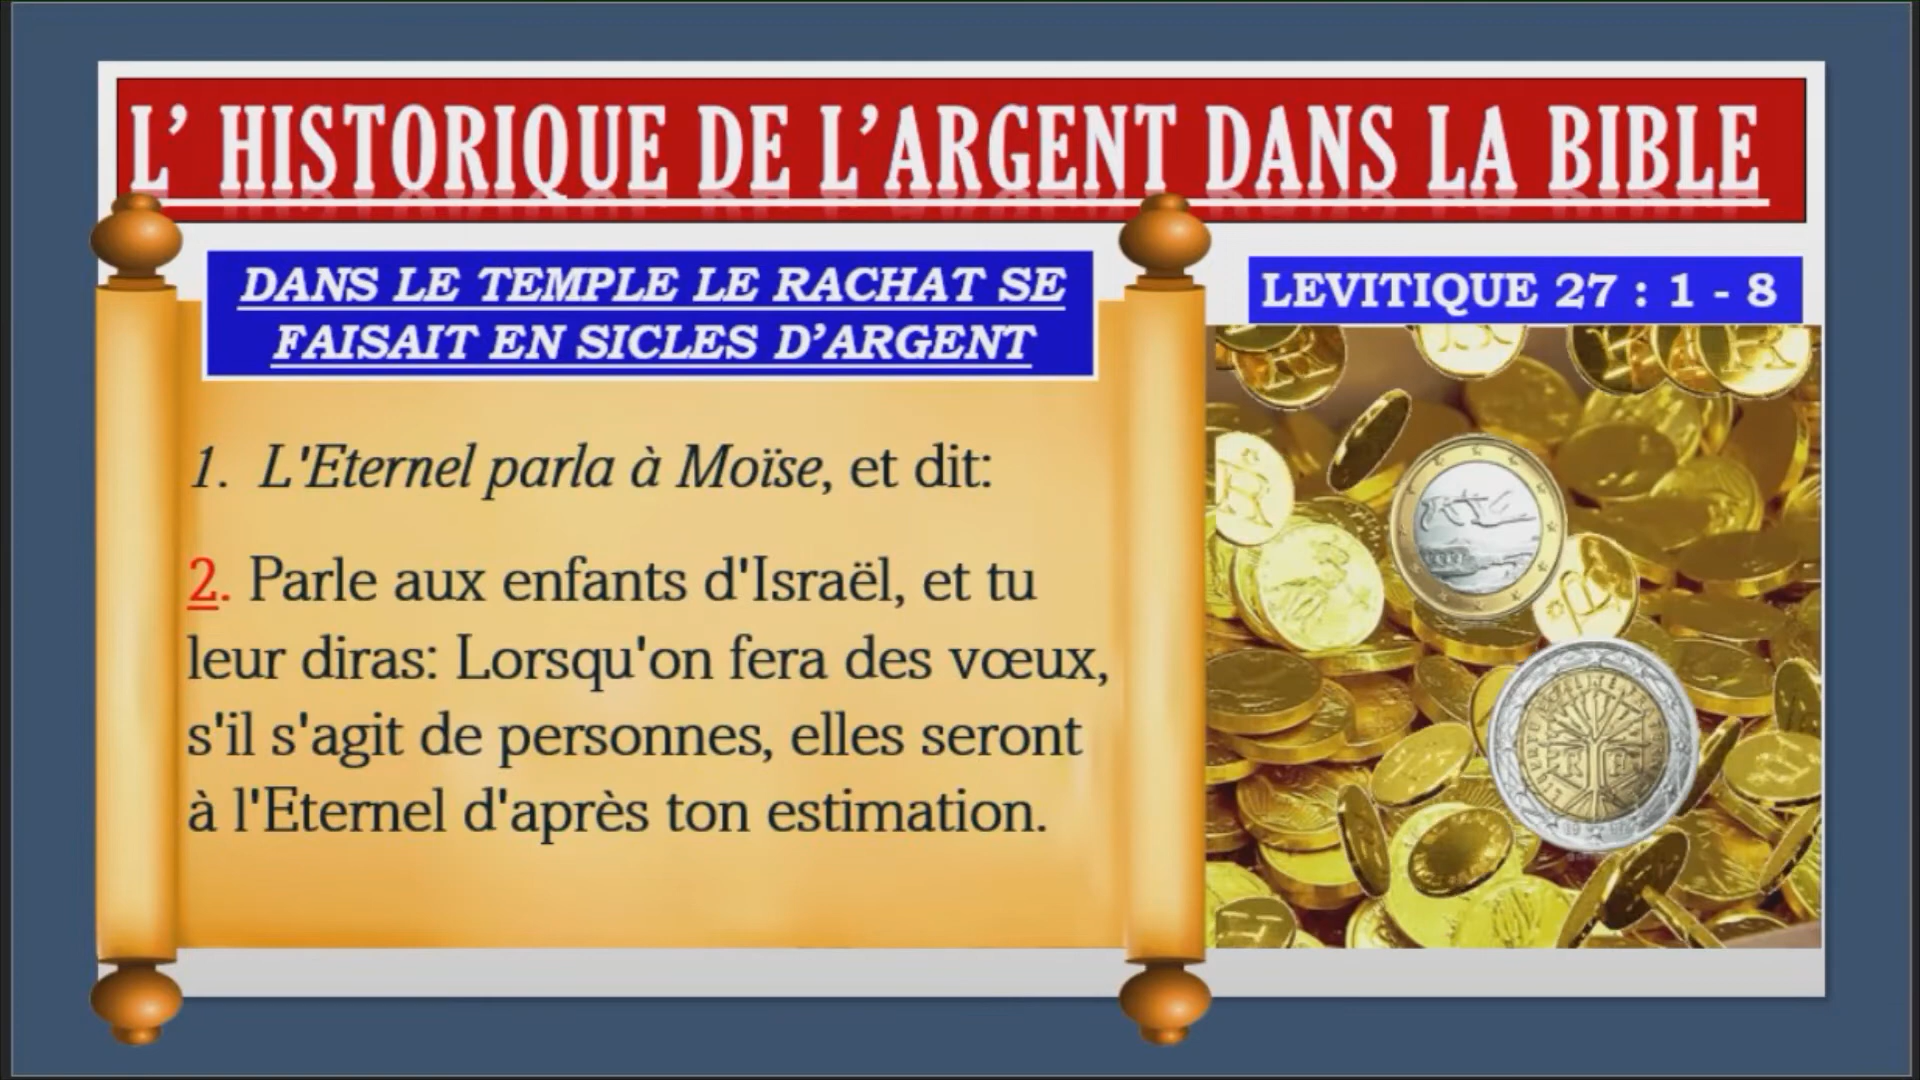 L' HISTORIQUE DE L'ARGENT DANS LA BIBLE
DANS LE TEMPLE LE RACHAT SE
FAISAIT EN SICLES D'ARGENT
LEVITIQUE 27 : 1 - 8
1. L'Eternel parla à Moïse, et dit:
2. Parle aux enfants d'Israël, et tu
leur diras: Lorsqu'on fera des vœux,
s'il s'agit de personnes, elles seront
à l'Eternel d'après ton estimation.